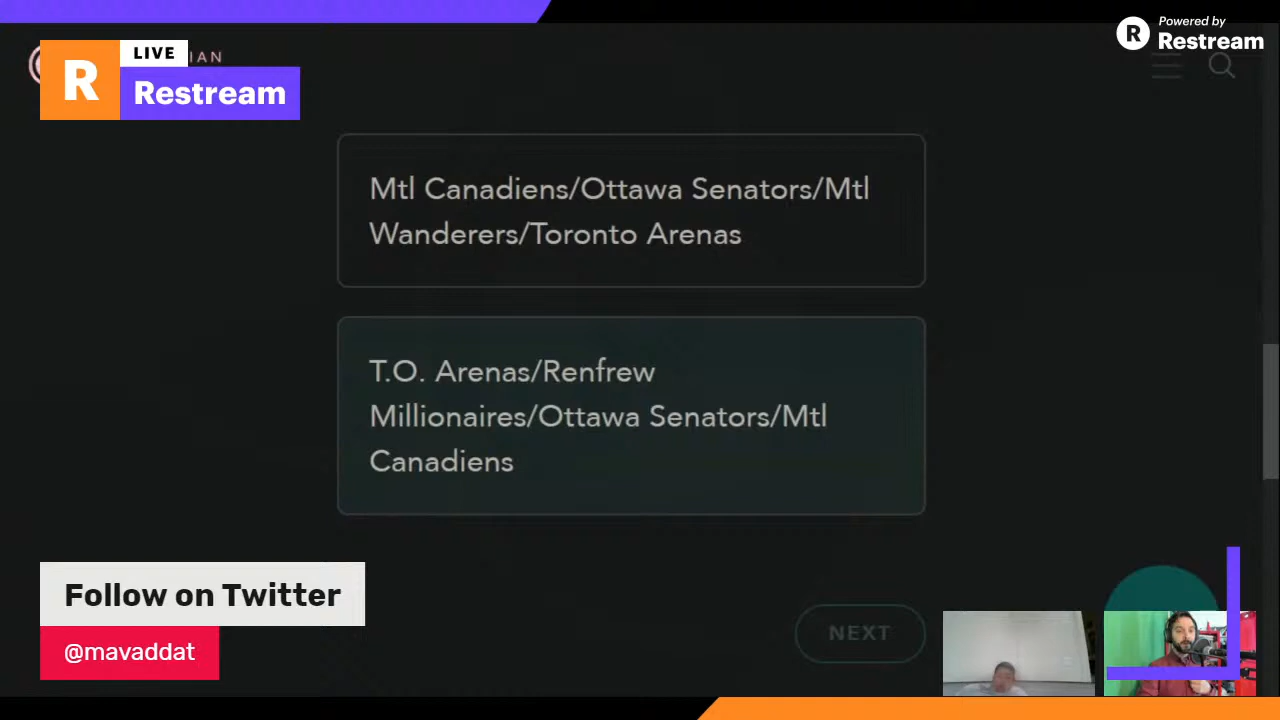 Powered by
R Restream
LIVE
IAN
R
Restream
Mtl Canadiens/Ottawa Senators/Mtl
Wanderers/Toronto Arenas
T.O. Arenas/Renfrew
Millionaires/Ottawa Senators/Mtl
Canadiens
Follow on Twitter
@mavaddat
NEXT